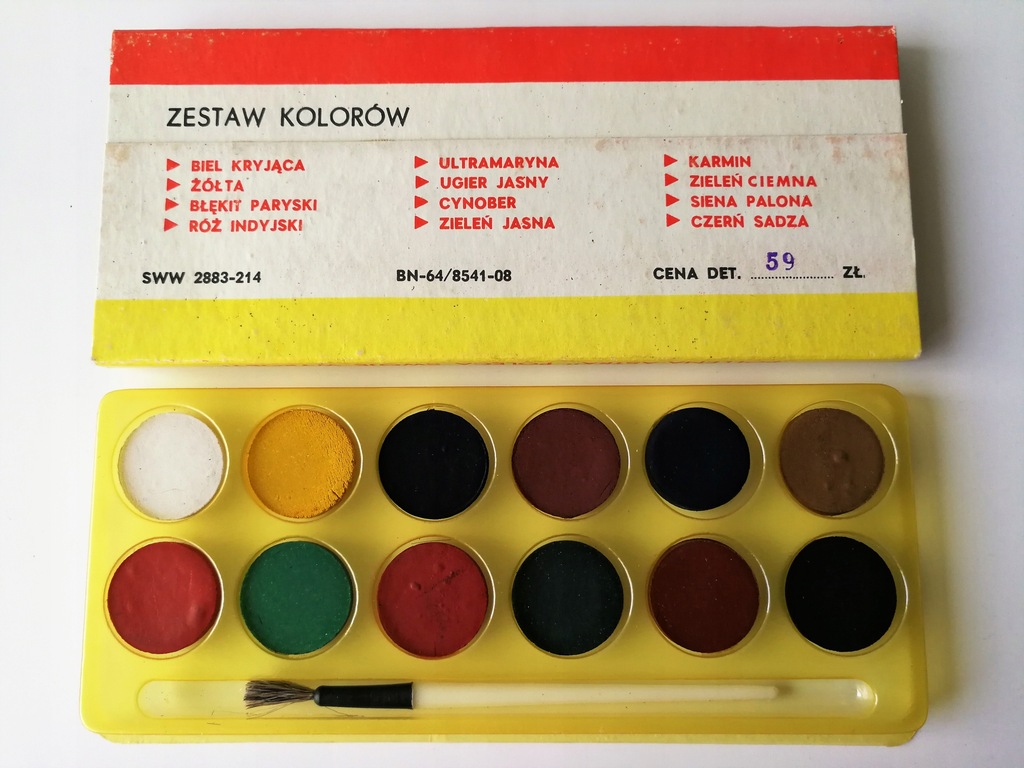 ZESTAW KOLORÓW
▶ BIEL KRYJĄCA
▶ ŻÓŁTA
▶ BŁĘKIT PARYSKI
▶ RÓŻ INDYJSKI
▶ ULTRAMARYNA
▶ UGIER JASNY
▶ CYNOBER
▶ ZIELEŃ JASNA
▶ KARMIN
▶ ZIELEŃ CIEMNA
▶ SIENA PALONA
▶ CZERŃ SADZA
SWW 2883-214
BN-64/8541-08
CENA DET. 59 ZŁ.